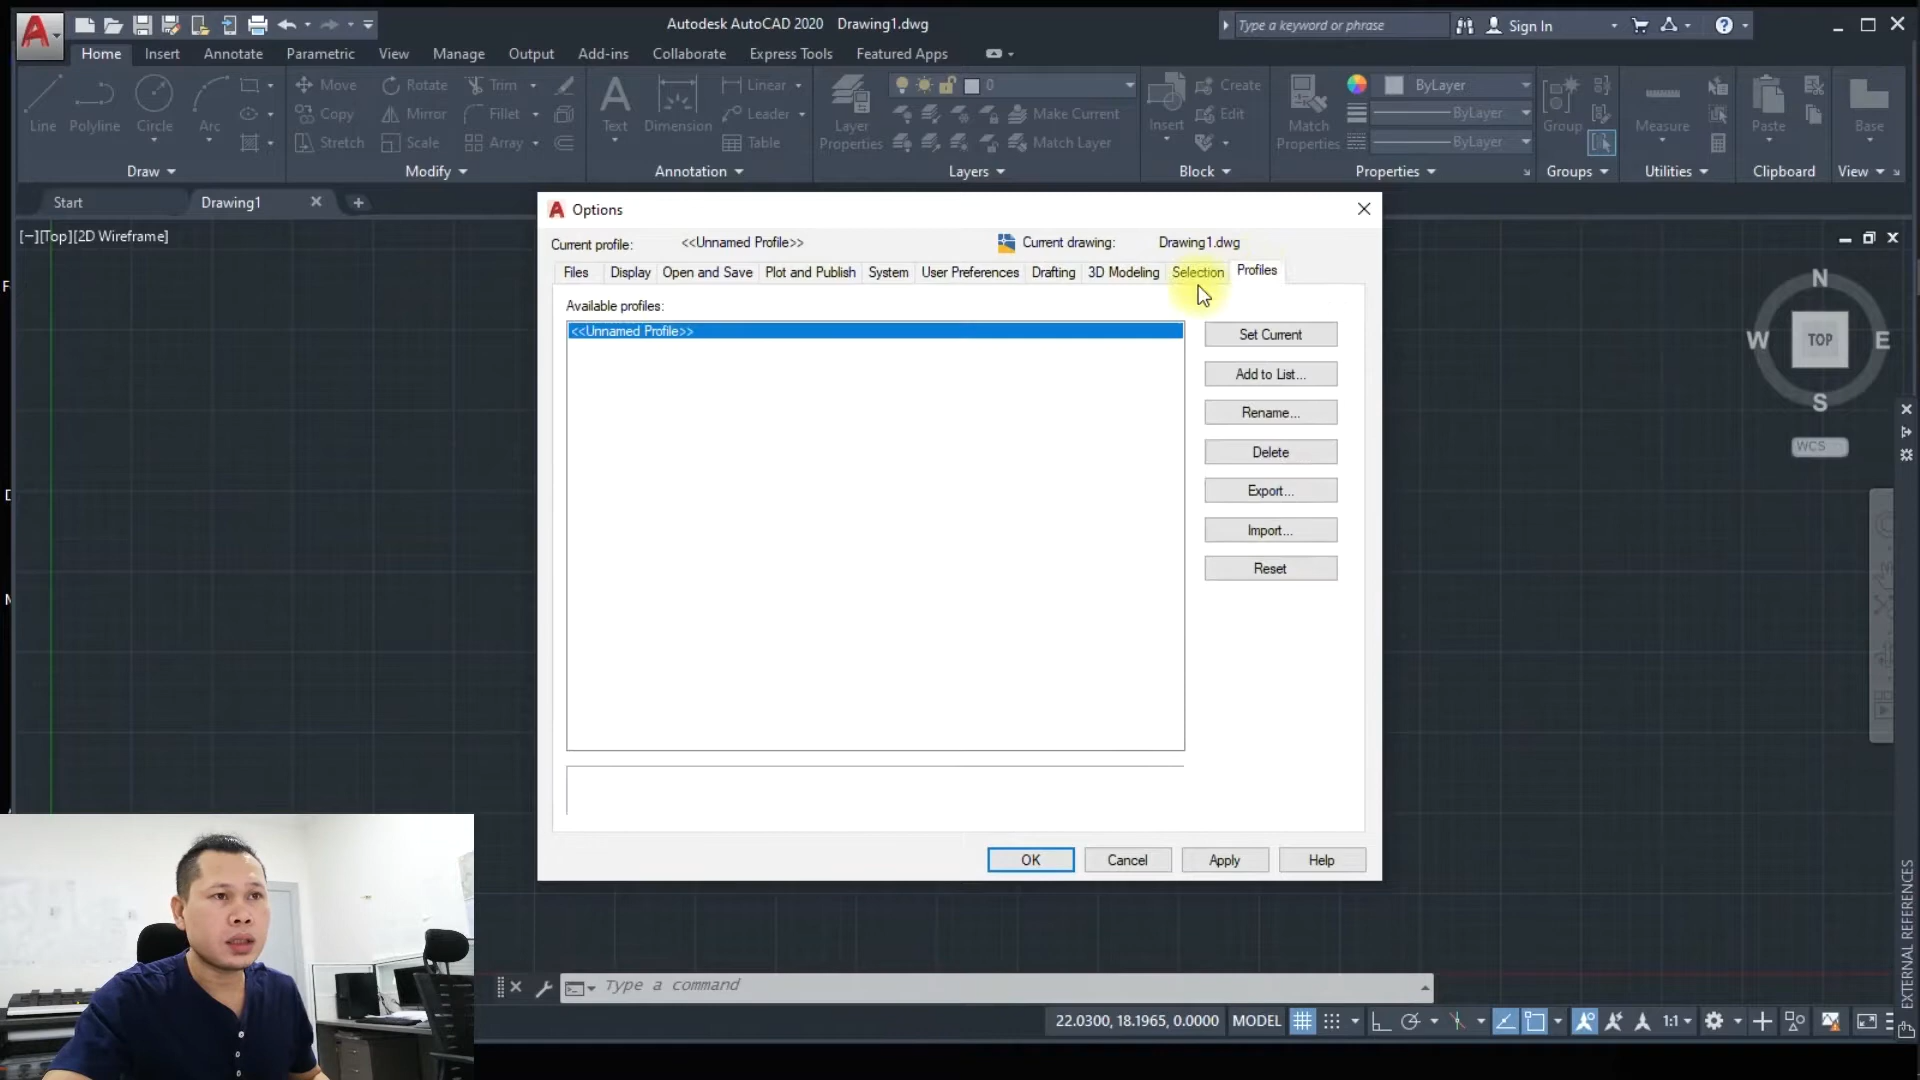 Autodesk AutoCAD 2020 Drawing1.dwg
Type a keyword or phrase
Sign In
Home Insert Annotate Parametric View Manage Output Add-ins Collaborate Express Tools Featured Apps
Line Polyline Circle Arc
Move Rotate Trim
Copy Mirror Fillet
Stretch Scale Array
Text Dimension
Linear
Leader
Table
Layer
Properties
0
Make Current
Match Layer
Insert
Create
Edit
Match
Properties
ByLayer
ByLayer
ByLayer
Group
Measure
Paste
Base
Draw Modify Annotation Layers Block Properties Groups Utilities Clipboard View
Start Drawing1
[−][Top][2D Wireframe]
Options
Current profile: <<Unnamed Profile>> Current drawing: Drawing1.dwg
Files Display Open and Save Plot and Publish System User Preferences Drafting 3D Modeling Selection Profiles
Available profiles:
<<Unnamed Profile>>
Set Current
Add to List...
Rename...
Delete
Export...
Import...
Reset
OK Cancel Apply Help
N
W TOP E
S
WCS
EXTERNAL REFERENCES
Type a command
22.0300, 18.1965, 0.0000 MODEL 1:1